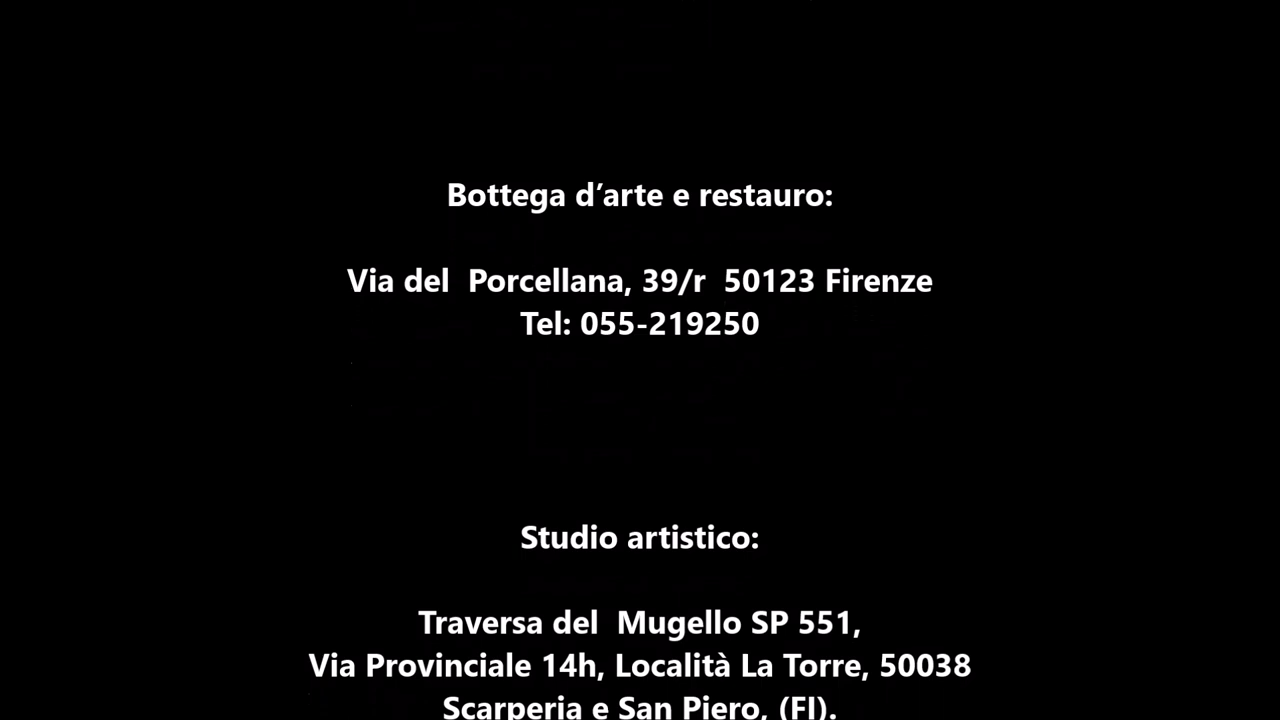 Bottega d’arte e restauro:
Via del  Porcellana, 39/r  50123 Firenze
Tel: 055-219250
Studio artistico:
Traversa del  Mugello SP 551,
Via Provinciale 14h, Località La Torre, 50038
Scarperia e San Piero, (FI).